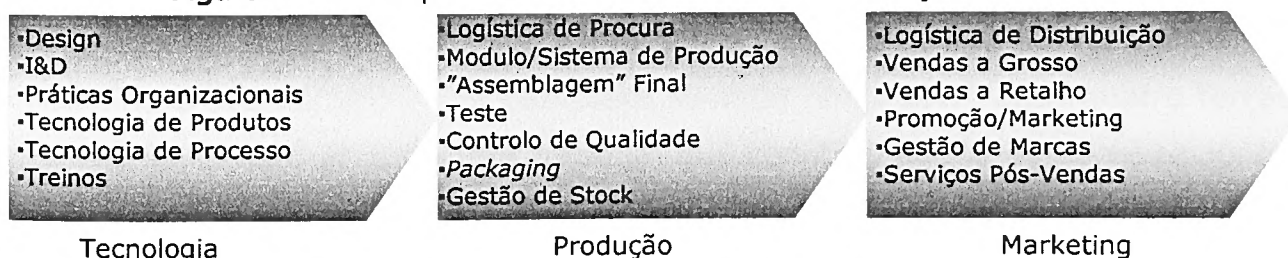 ▪Design
▪I&D
▪Práticas Organizacionais
▪Tecnologia de Produtos
▪Tecnologia de Processo
▪Treinos
Tecnologia
▪Logística de Procura
▪Modulo/Sistema de Produção
▪"Assemblagem" Final
▪Teste
▪Controlo de Qualidade
▪Packaging
▪Gestão de Stock
Produção
▪Logística de Distribuição
▪Vendas a Grosso
▪Vendas a Retalho
▪Promoção/Marketing
▪Gestão de Marcas
▪Serviços Pós-Vendas
Marketing